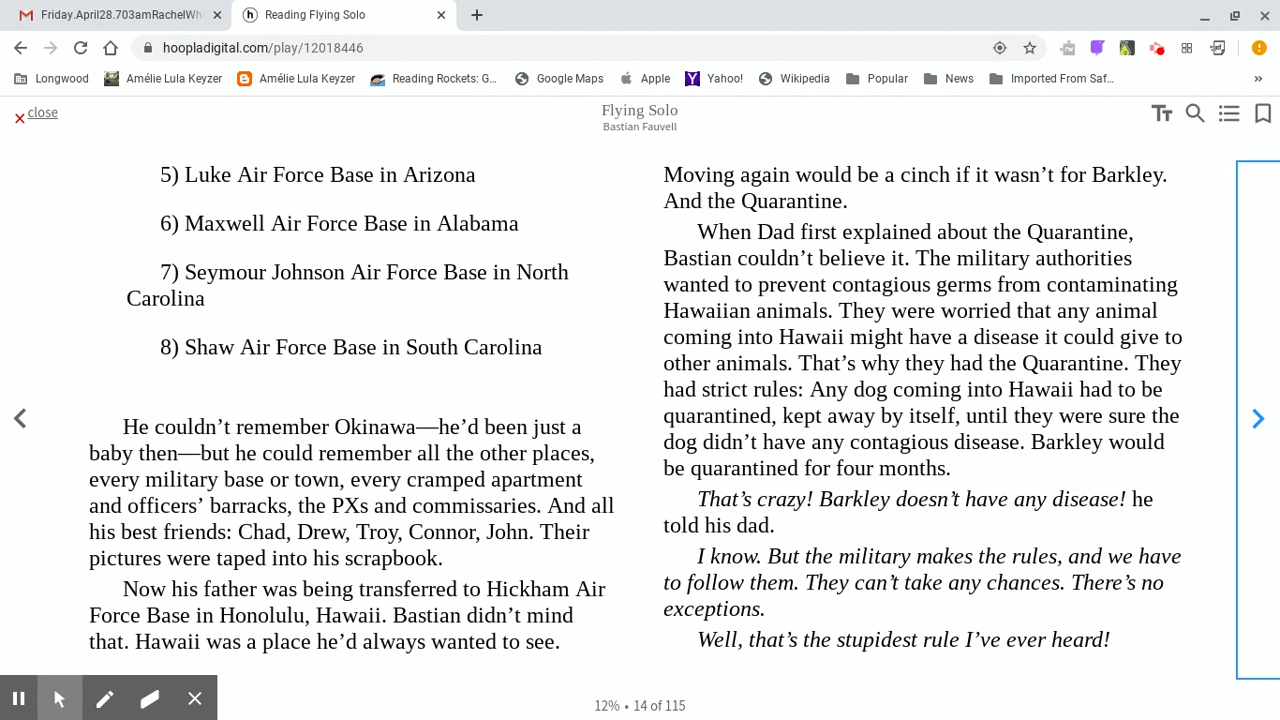 Friday.April28.703amRachelWh
Reading Flying Solo
hoopladigital.com/play/12018446
Longwood
Amélie Lula Keyzer
Amélie Lula Keyzer
Reading Rockets: G...
Google Maps
Apple
Yahoo!
Wikipedia
Popular
News
Imported From Saf...
»
close
Flying Solo
Bastian Fauvell
5) Luke Air Force Base in Arizona
6) Maxwell Air Force Base in Alabama
7) Seymour Johnson Air Force Base in North
Carolina
8) Shaw Air Force Base in South Carolina
He couldn’t remember Okinawa—he’d been just a
baby then—but he could remember all the other places,
every military base or town, every cramped apartment
and officers’ barracks, the PXs and commissaries. And all
his best friends: Chad, Drew, Troy, Connor, John. Their
pictures were taped into his scrapbook.
Now his father was being transferred to Hickham Air
Force Base in Honolulu, Hawaii. Bastian didn’t mind
that. Hawaii was a place he’d always wanted to see.
Moving again would be a cinch if it wasn’t for Barkley.
And the Quarantine.
When Dad first explained about the Quarantine,
Bastian couldn’t believe it. The military authorities
wanted to prevent contagious germs from contaminating
Hawaiian animals. They were worried that any animal
coming into Hawaii might have a disease it could give to
other animals. That’s why they had the Quarantine. They
had strict rules: Any dog coming into Hawaii had to be
quarantined, kept away by itself, until they were sure the
dog didn’t have any contagious disease. Barkley would
be quarantined for four months.
That’s crazy! Barkley doesn’t have any disease! he
told his dad.
I know. But the military makes the rules, and we have
to follow them. They can’t take any chances. There’s no
exceptions.
Well, that’s the stupidest rule I’ve ever heard!
12% • 14 of 115